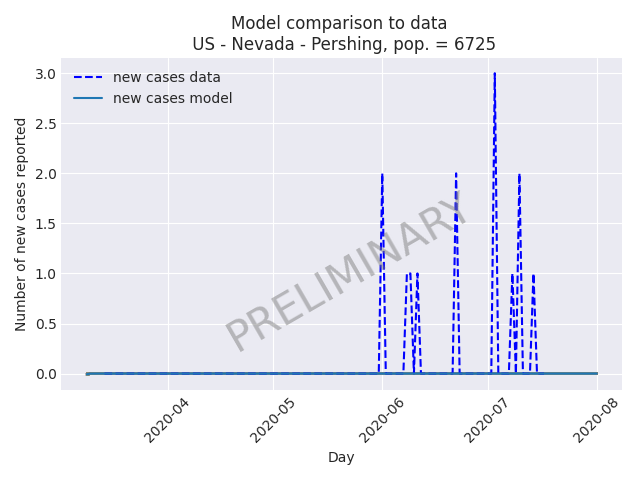 Model comparison to data
US - Nevada - Pershing, pop. = 6725
new cases data
new cases model
3.0
2.5
2.0
1.5
1.0
0.5
0.0
Number of new cases reported
PRELIMINARY
2020-04
2020-05
2020-06
2020-07
2020-08
Day